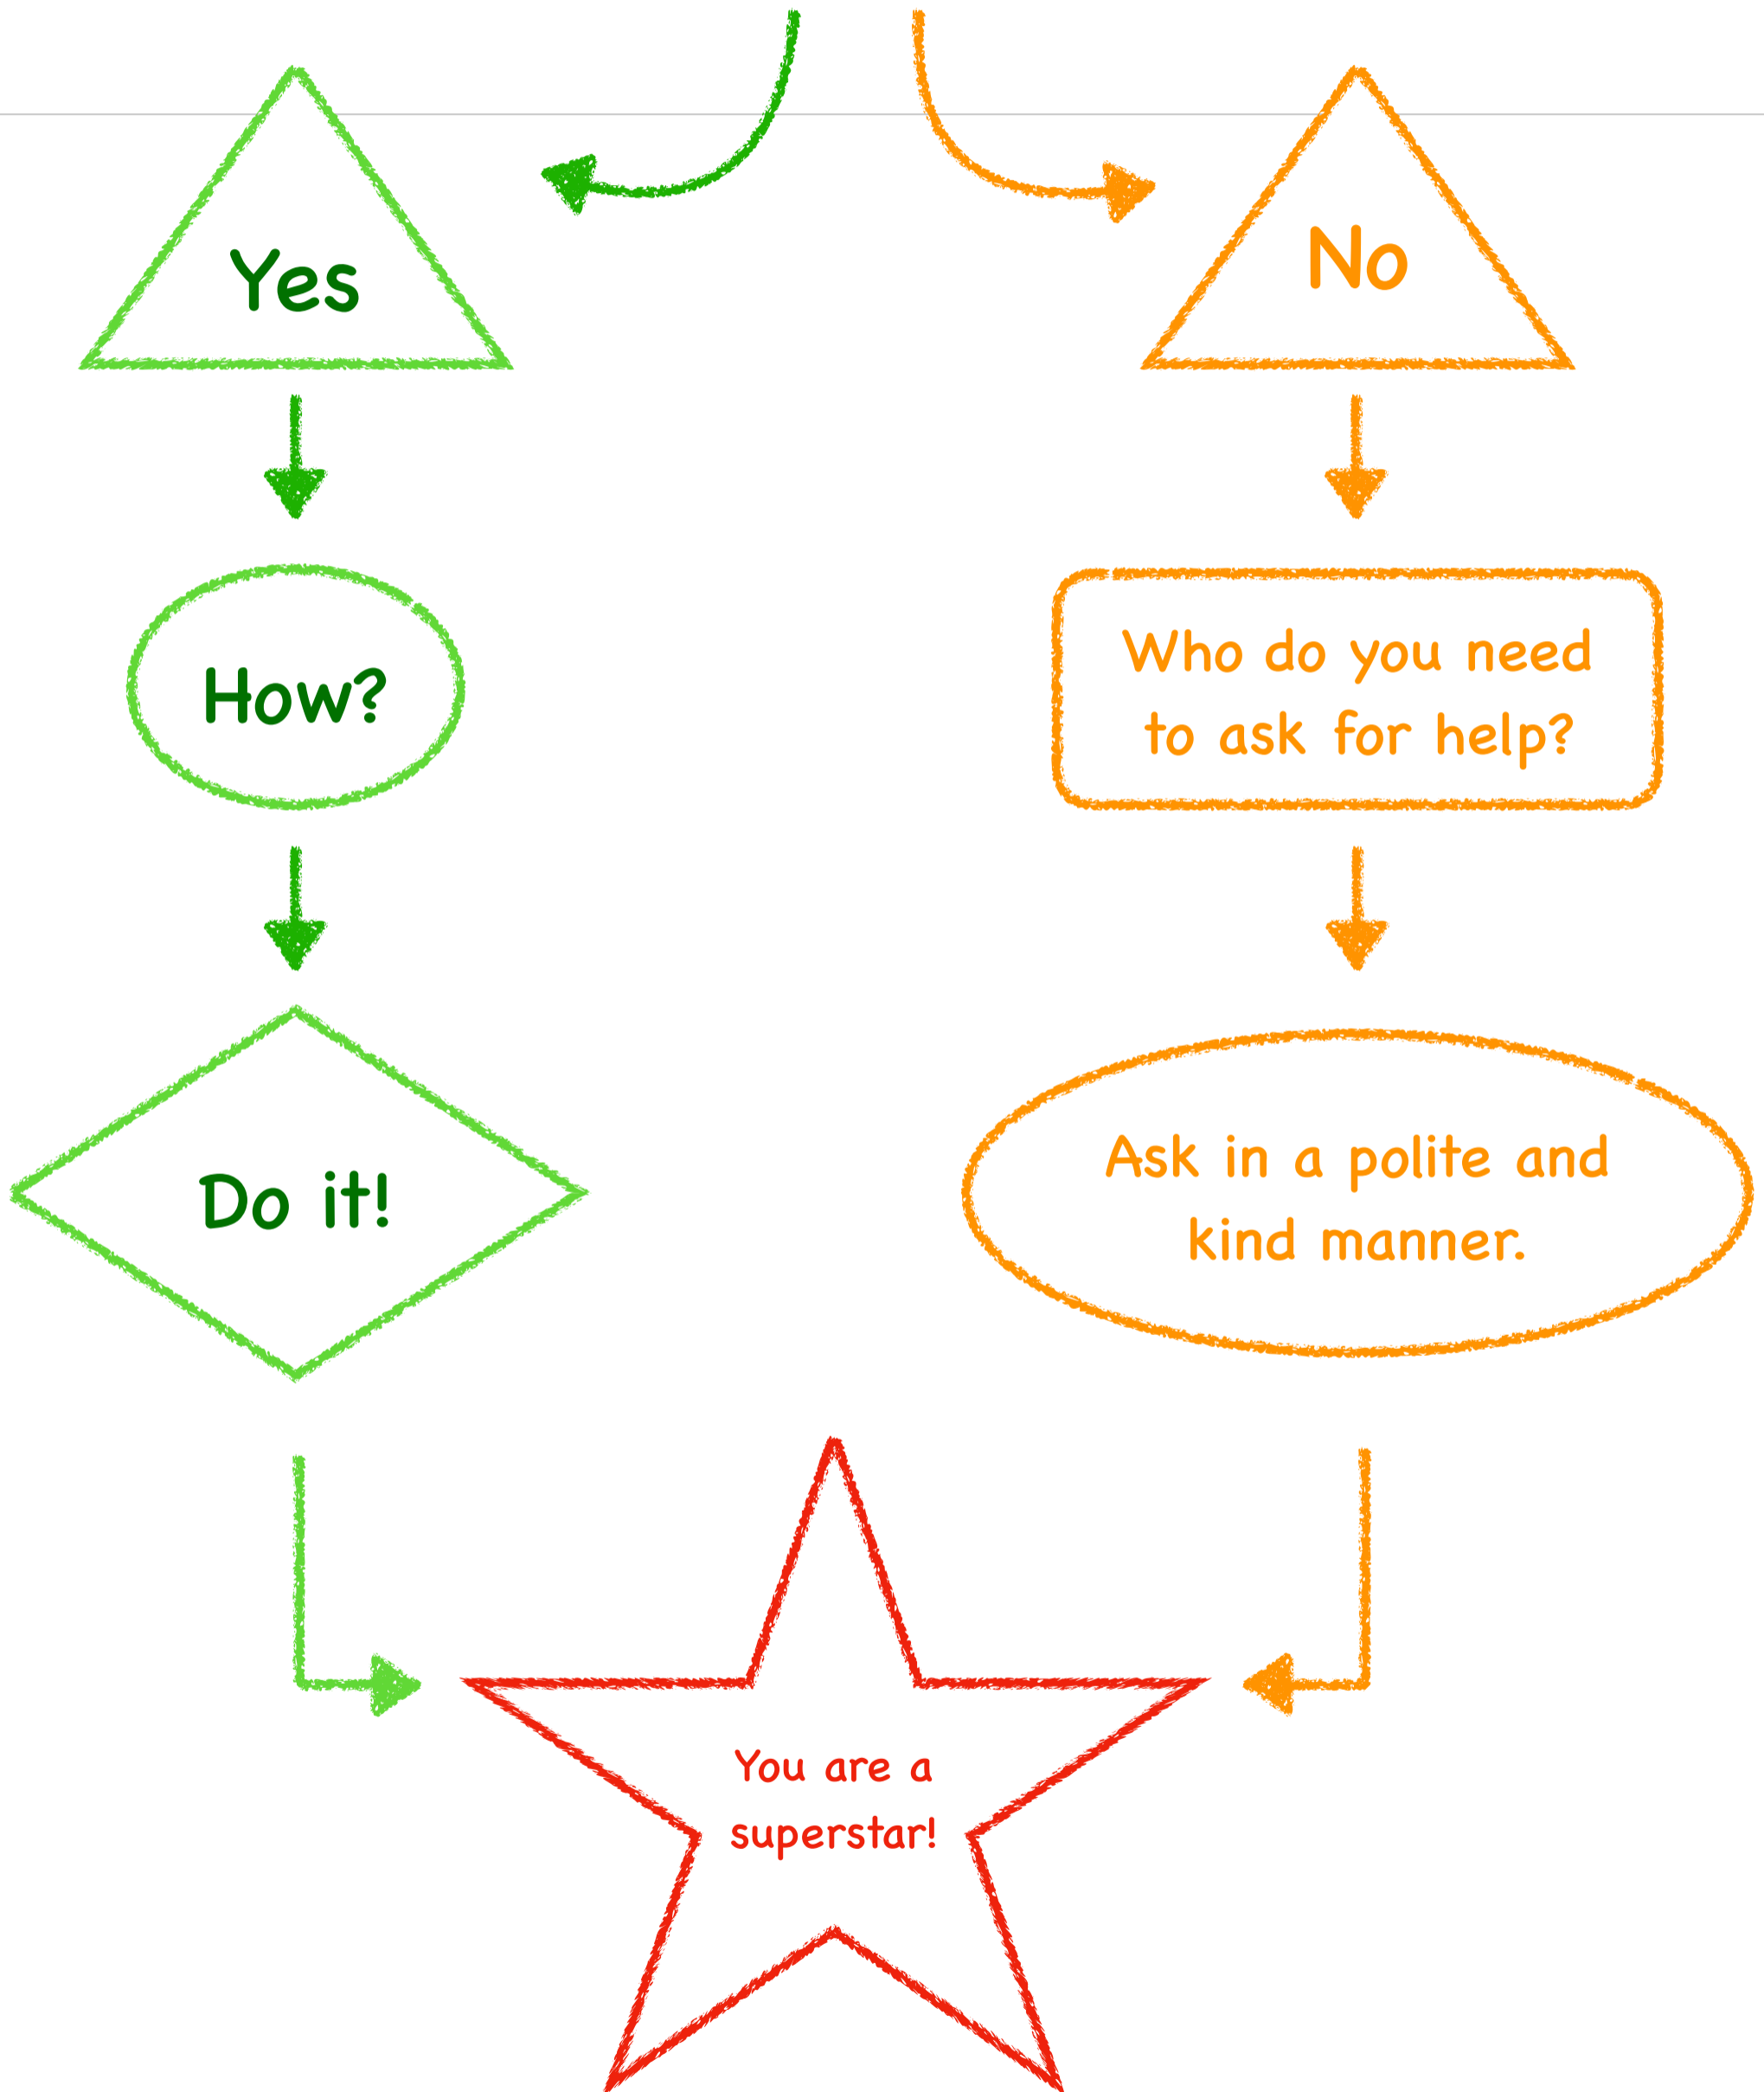 Yes
No
How?
Who do you need
to ask for help?
Do it!
Ask in a polite and
kind manner.
You are a
superstar!